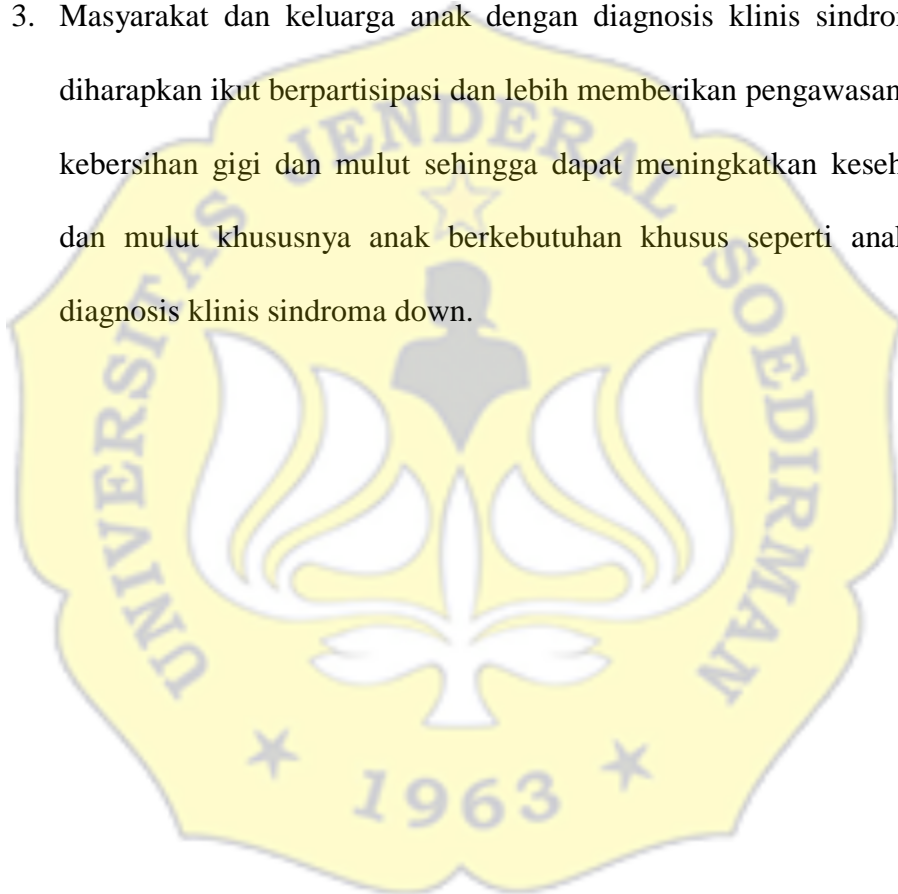 3. Masyarakat dan keluarga anak dengan diagnosis klinis
diharapkan ikut berpartisipasi dan lebih memberikan pengawasan
kebersihan gigi dan mulut sehingga dapat meningkatkan
dan mulut khususnya anak berkebutuhan khusus seperti
diagnosis klinis sindroma down.
UNIVERSITAS JENDERAL SOEDIRMAN
1963